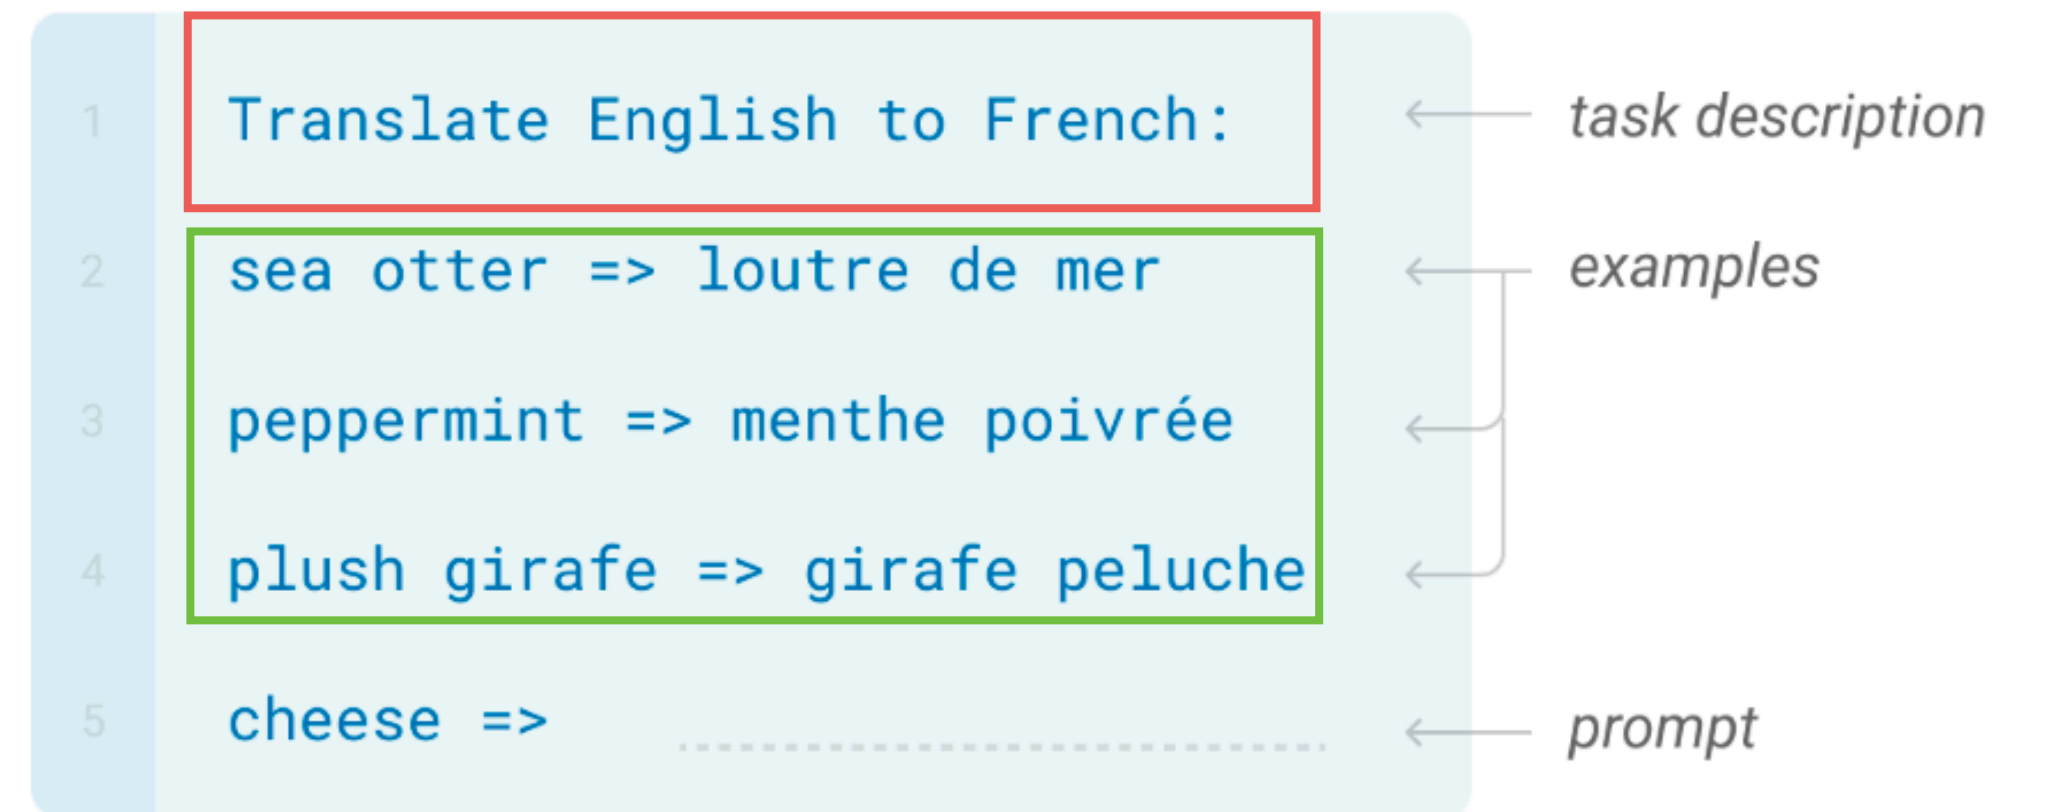 1 Translate English to French: task description
2 sea otter => loutre de mer examples
3 peppermint => menthe poivrée
4 plush girafe => girafe peluche
5 cheese => prompt